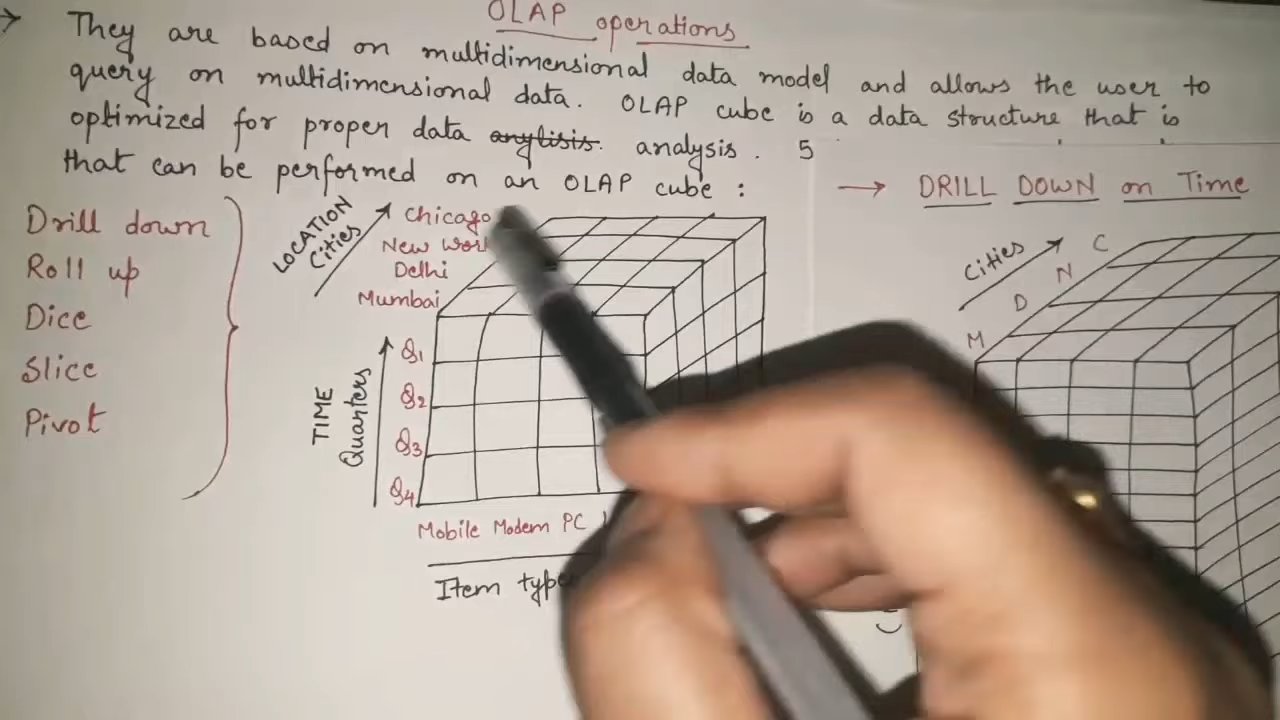 OLAP operations
→ They are based on multidimensional data model and allows the user to
query on multidimensional data. OLAP cube is a data structure that is
optimized for proper data anylisis. analysis. 5
that can be performed on an OLAP cube :
Drill down
Roll up
Dice
Slice
Pivot
LOCATION
Cities
Chicago
New
Delhi
Mumbai
TIME
Quarters
Q1
Q2
Q3
Q4
Mobile Modem PC
Item type
→ DRILL DOWN on Time
Cities
C
N
D
M